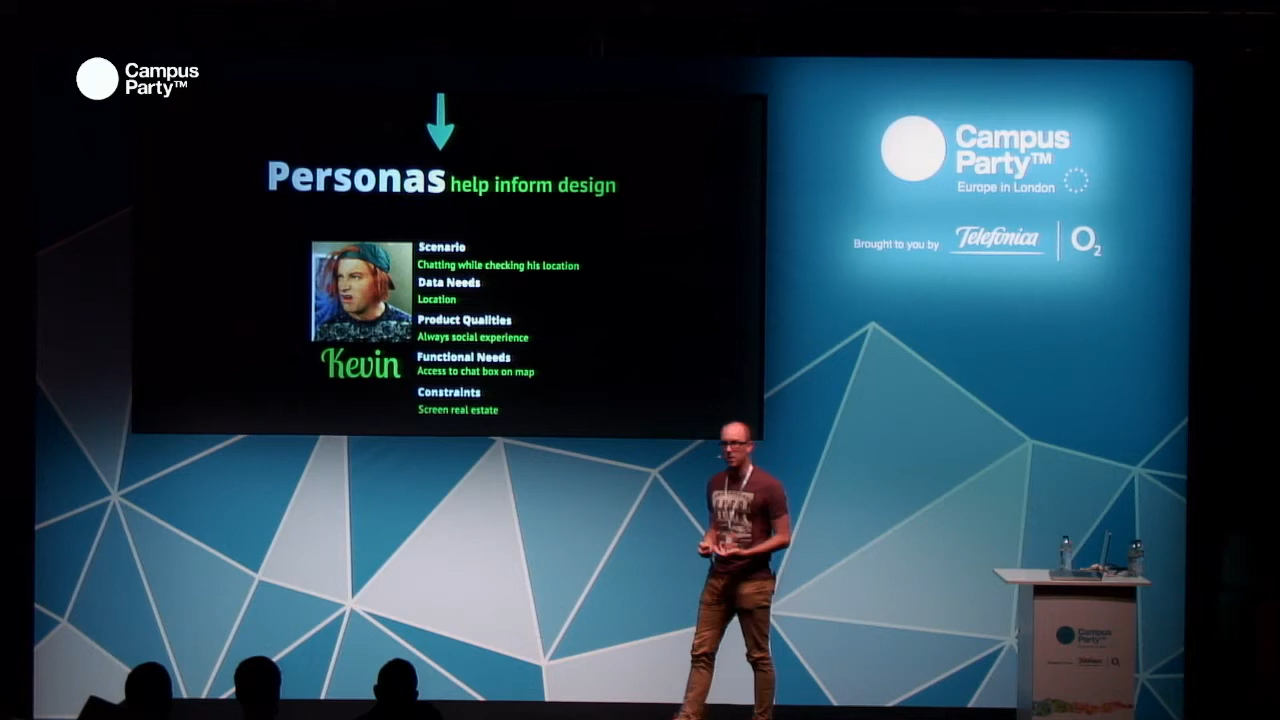 Campus
Party™
Personas help inform design
Scenario
Chatting while checking his location
Data Needs
Location
Product Qualities
Always social experience
Functional Needs
Access to chat box on map
Constraints
Screen real estate
Kevin
Campus
Party™
Europe in London
Brought to you by Telefónica O2
Campus
Party™